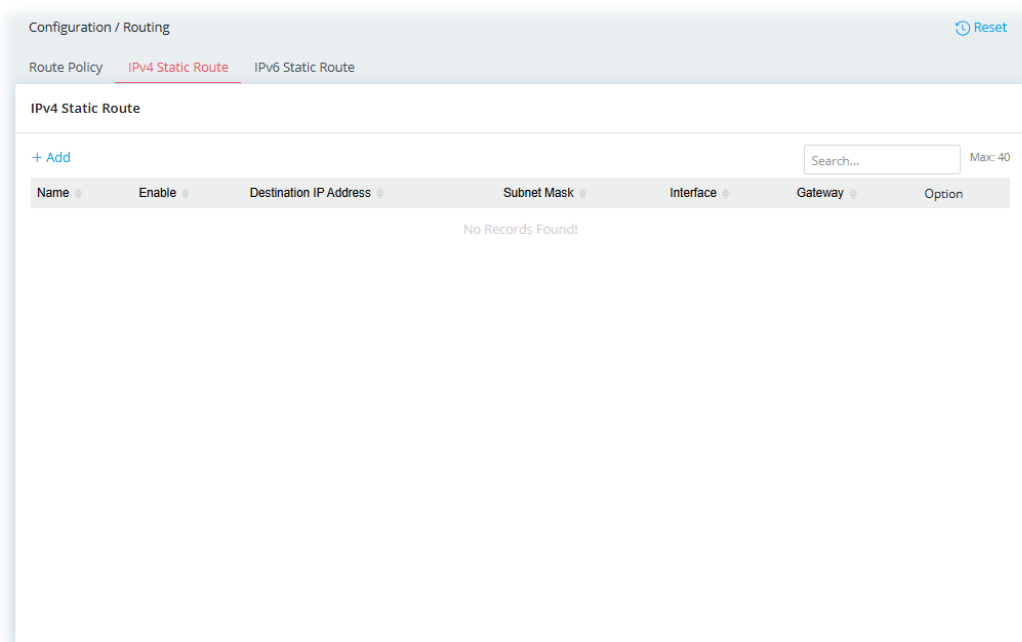 Configuration / Routing Reset
Route Policy IPv4 Static Route IPv6 Static Route
IPv4 Static Route
+ Add Search... Max: 40
Name Enable Destination IP Address Subnet Mask Interface Gateway Option
No Records Found!